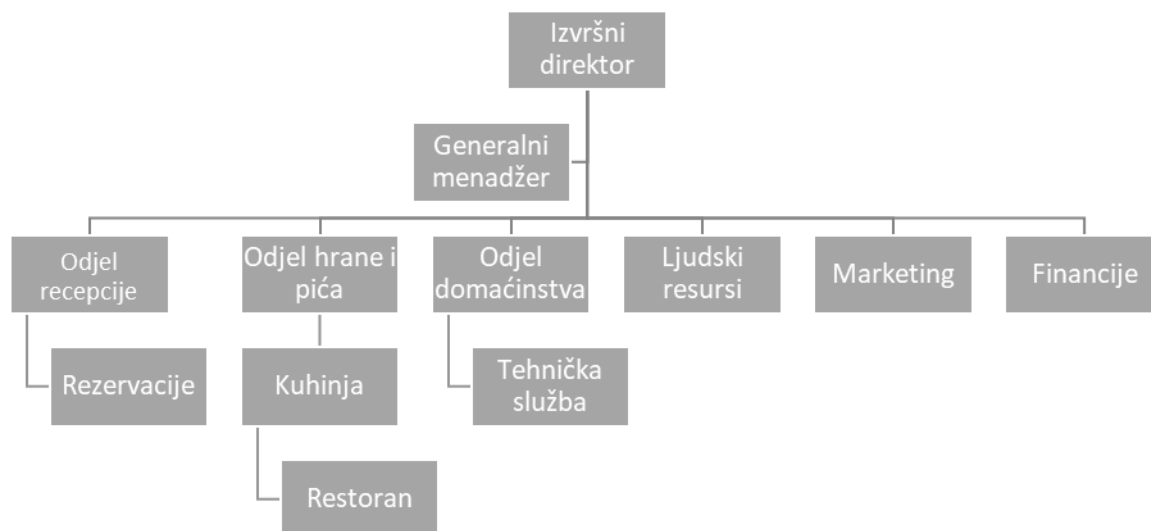 Izvršni
direktor
Generalni
menadžer
Odjel
recepcije
Odjel hrane i
pića
Odjel
domaćinstva
Ljudski
resursi
Marketing
Financije
Rezervacije
Kuhinja
Tehnička
služba
Restoran